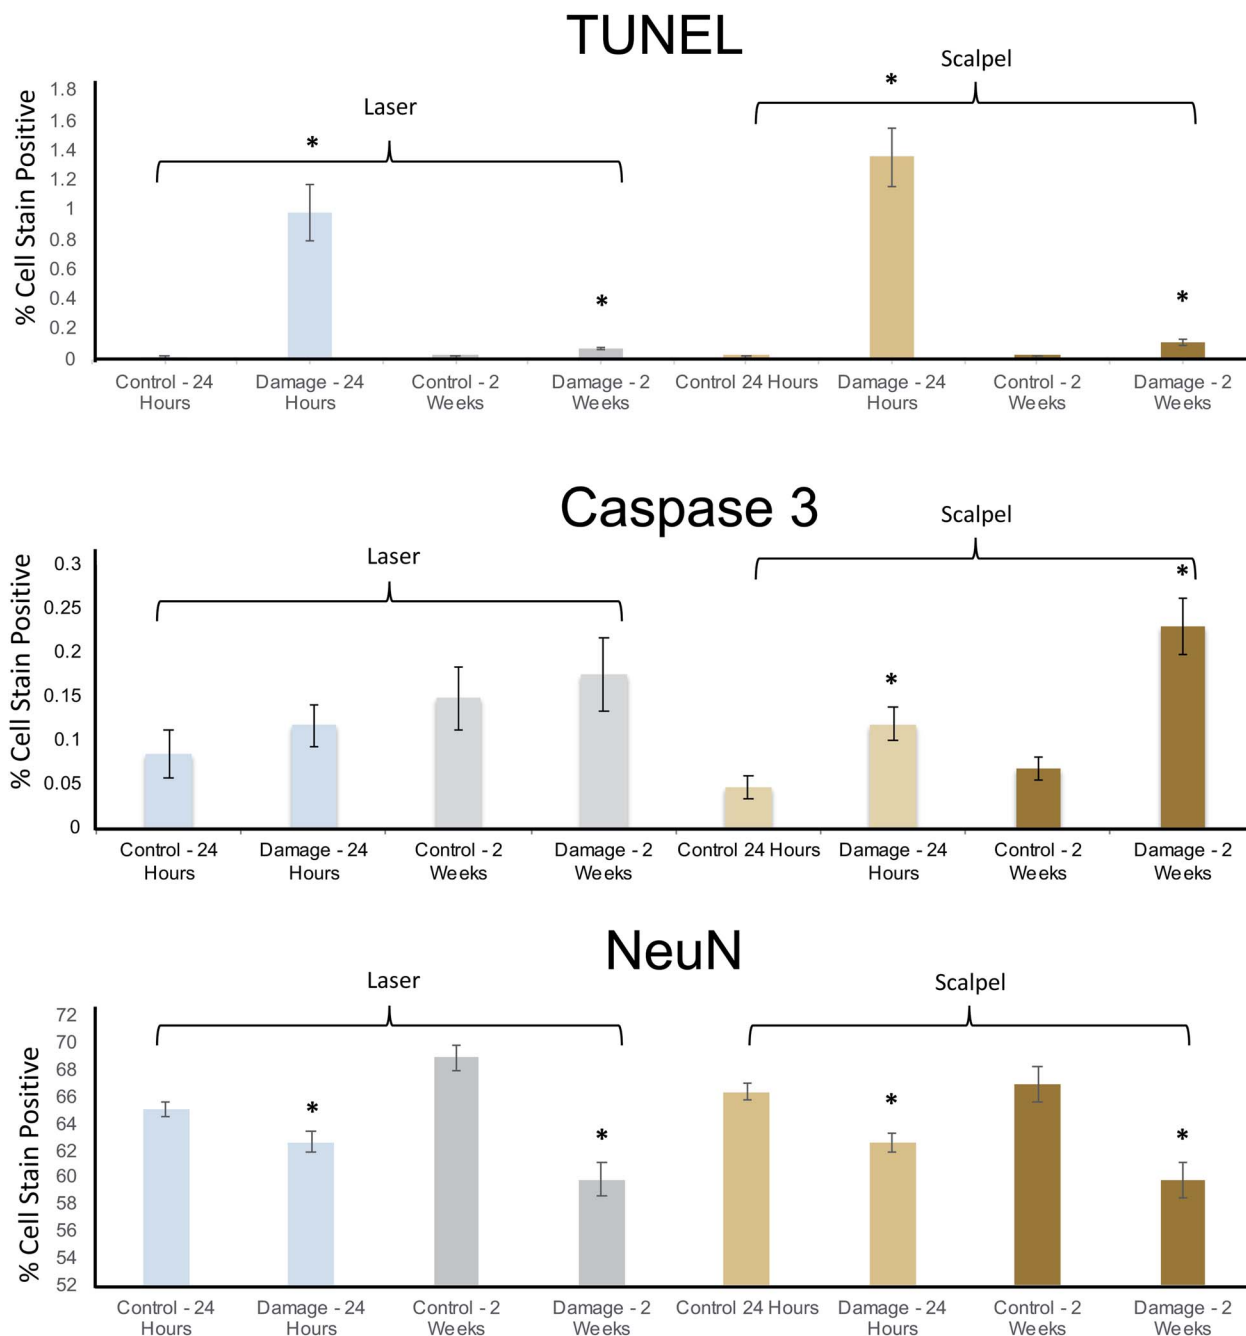 TUNEL
Scalpel
Laser
*
*
*
*
% Cell Stain Positive
1.8
1.6
1.4
1.2
1
0.8
0.6
0.4
0.2
0
Control - 24 Hours
Damage - 24 Hours
Control - 2 Weeks
Damage - 2 Weeks
Control 24 Hours
Damage - 24 Hours
Control - 2 Weeks
Damage - 2 Weeks
Caspase 3
Scalpel
Laser
*
*
% Cell Stain Positive
0.3
0.25
0.2
0.15
0.1
0.05
0
Control - 24 Hours
Damage - 24 Hours
Control - 2 Weeks
Damage - 2 Weeks
Control 24 Hours
Damage - 24 Hours
Control - 2 Weeks
Damage - 2 Weeks
NeuN
Laser
Scalpel
*
*
*
*
% Cell Stain Positive
72
70
68
66
64
62
60
58
56
54
52
Control - 24 Hours
Damage - 24 Hours
Control - 2 Weeks
Damage - 2 Weeks
Control 24 Hours
Damage - 24 Hours
Control - 2 Weeks
Damage - 2 Weeks